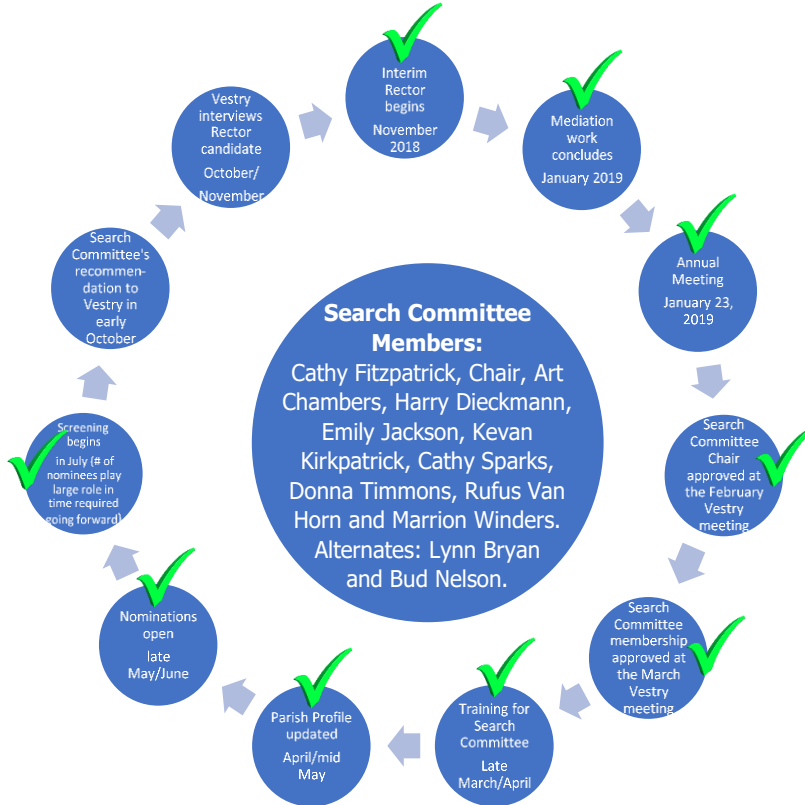 Interim
Rector
begins
November
2018
Mediation
work
concludes
January 2019
Annual
Meeting
January 23,
2019
Search
Committee
Chair
approved at
the February
Vestry
meeting
Search
Committee
membership
approved at
the March
Vestry
meeting
Training for
Search
Committee
Late
March/April
Parish Profile
updated
April/mid
May
Nominations
open
late
May/June
Screening
begins
in July (# of
nominees play
large role in
time required
going forward)
Search
Committee's
recommen-
dation to
Vestry in
early
October
Vestry
interviews
Rector
candidate
October/
November
Search Committee
Members:
Cathy Fitzpatrick, Chair, Art
Chambers, Harry Dieckmann,
Emily Jackson, Kevan
Kirkpatrick, Cathy Sparks,
Donna Timmons, Rufus Van
Horn and Marrion Winders.
Alternates: Lynn Bryan
and Bud Nelson.